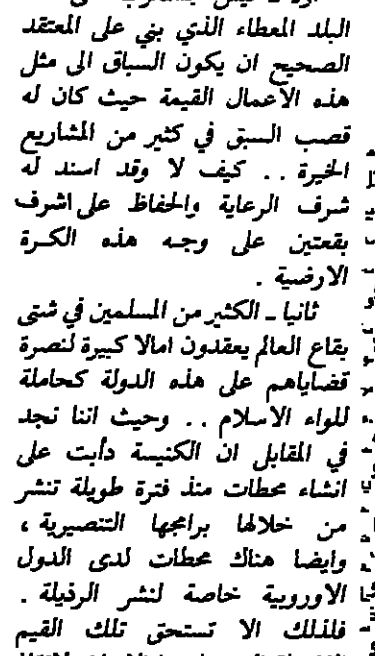 البلد المعطاء الذي بني على المعتقد
الصحيح ان يكون السباق الى مثل
هذه الأعمال القيمة حيث كان له
قصب السبق في كثير من المشاريع
الخيرة . . كيف لا وقد اسند له
شرف الرعاية والحفاظ على اشرف
بقعتين على وجه هذه الكرة
الارضية .
ثانيا ـ الكثير من المسلمين في شتى
بقاع العالم يعقدون امالا كبيرة لنصرة
قضاياهم على هذه الدولة كحاملة
للواء الاسلام . . وحيث اننا نجد
في المقابل ان الكنيسة دأبت على
انشاء محطات منذ فترة طويلة تنشر
من خلالها برامجها التنصيرية ،
وايضا هناك محطات لدى الدول
الاوروبية خاصة لنشر الرذيلة .
فلذلك الا تستحق تلك القيم